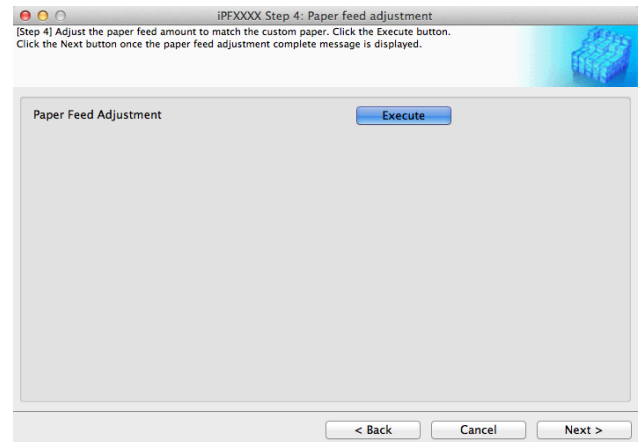 iPFXXXX Step 4: Paper feed adjustment
[Step 4] Adjust the paper feed amount to match the custom paper. Click the Execute button.
Click the Next button once the paper feed adjustment complete message is displayed.
Paper Feed Adjustment
Execute
< Back
Cancel
Next >